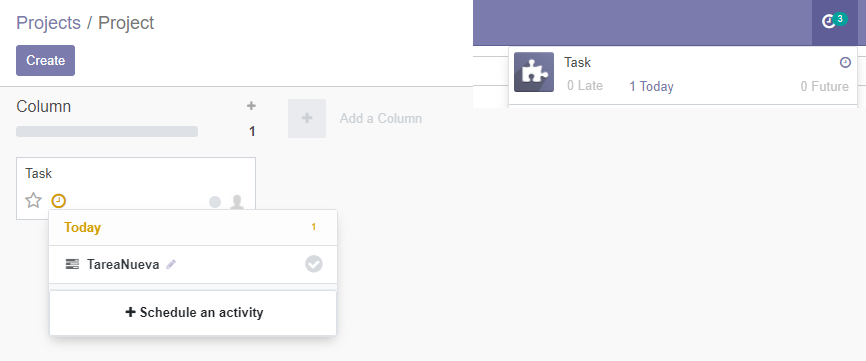 Projects / Project
Create
Column
1
Add a Column
Task
Today 1
TareaNueva
Schedule an activity
3
Task
0 Late 1 Today 0 Future